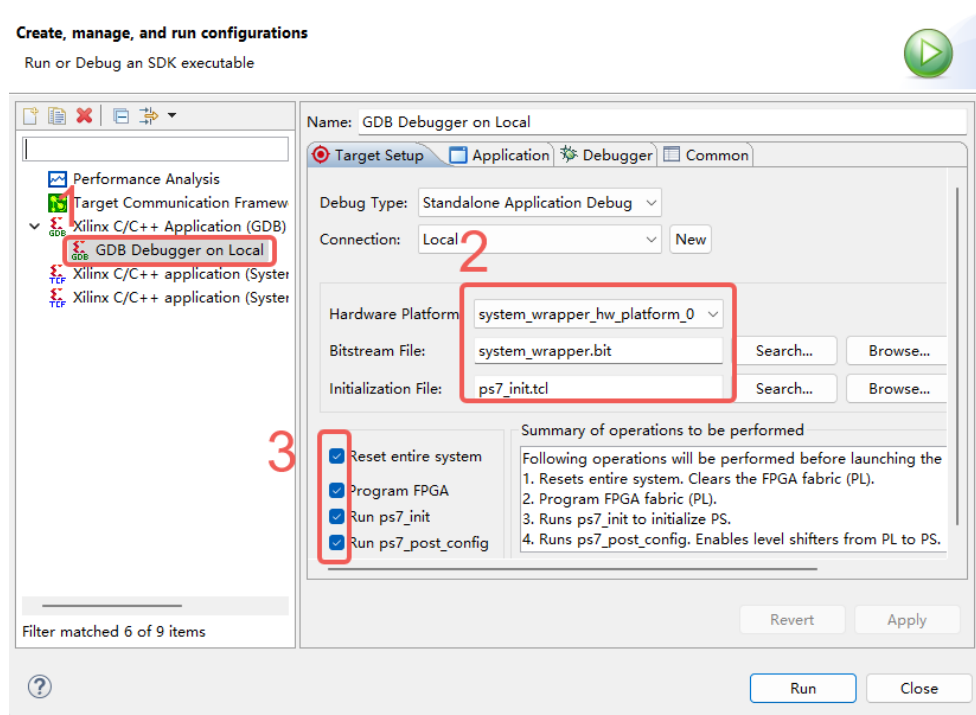 Create, manage, and run configurations
Run or Debug an SDK executable
Name: GDB Debugger on Local
Target Setup Application Debugger Common
Performance Analysis
Target Communication Framew
Xilinx C/C++ Application (GDB)
GDB Debugger on Local
Xilinx C/C++ application (System
Xilinx C/C++ application (System
1
Debug Type: Standalone Application Debug
Connection: Local New
2
Hardware Platform system_wrapper_hw_platform_0
Bitstream File: system_wrapper.bit Search... Browse...
Initialization File: ps7_init.tcl Search... Browse...
3
Reset entire system
Program FPGA
Run ps7_init
Run ps7_post_config
Summary of operations to be performed
Following operations will be performed before launching the
1. Resets entire system. Clears the FPGA fabric (PL).
2. Program FPGA fabric (PL).
3. Runs ps7_init to initialize PS.
4. Runs ps7_post_config. Enables level shifters from PL to PS.
Filter matched 6 of 9 items
Revert Apply
?
Run Close